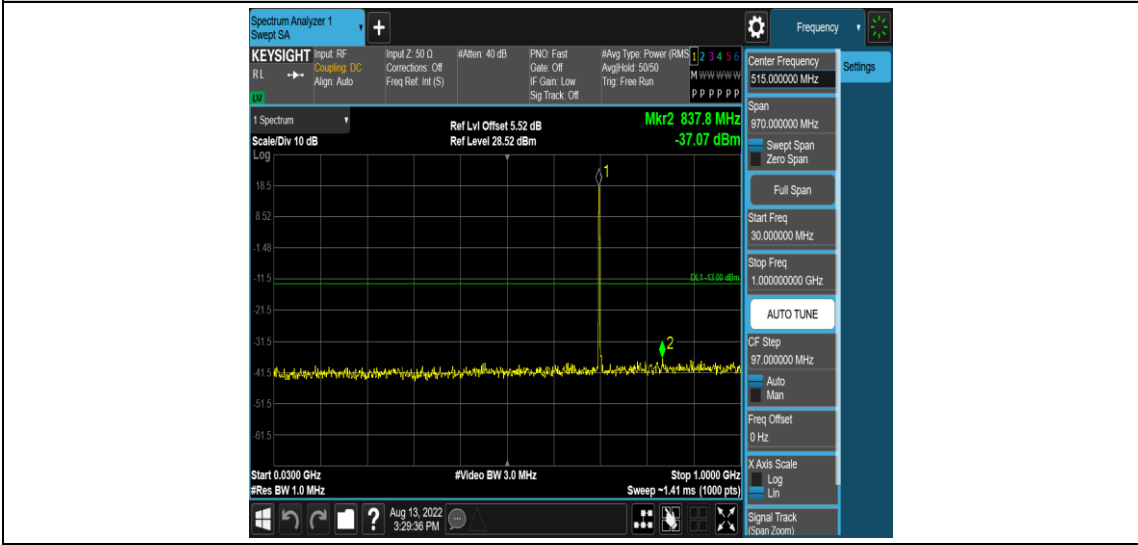 Spectrum Analyzer 1
Swept SA
+
Frequency
KEYSIGHT
RL
LM
Input: RF
Coupling: DC
Align: Auto
Input Z: 50 Ω
Corrections: Off
Freq Ref: Int (S)
#Atten: 40 dB
PNO: Fast
Gate: Off
IF Gain: Low
Sig Track: Off
#Avg Type: Power (RMS
Avg|Hold: 50/50
Trig: Free Run
1 2 3 4 5 6
M W W W W W
P P P P P P
1 Spectrum
Scale/Div 10 dB
Log
Ref Lvl Offset 5.52 dB
Ref Level 28.52 dBm
Mkr2 837.8 MHz
-37.07 dBm
1
18.5
8.52
-1.48
-11.5
DL1 -13.00 dBm
-21.5
-31.5
2
-41.5
-51.5
-61.5
Start 0.0300 GHz
#Res BW 1.0 MHz
#Video BW 3.0 MHz
Stop 1.0000 GHz
Sweep ~1.41 ms (1000 pts)
?
Aug 13, 2022
3:29:36 PM
Center Frequency
515.000000 MHz
Settings
Span
970.000000 MHz
Swept Span
Zero Span
Full Span
Start Freq
30.000000 MHz
Stop Freq
1.000000000 GHz
AUTO TUNE
CF Step
97.000000 MHz
Auto
Man
Freq Offset
0 Hz
X Axis Scale
Log
Lin
Signal Track
(Span Zoom)